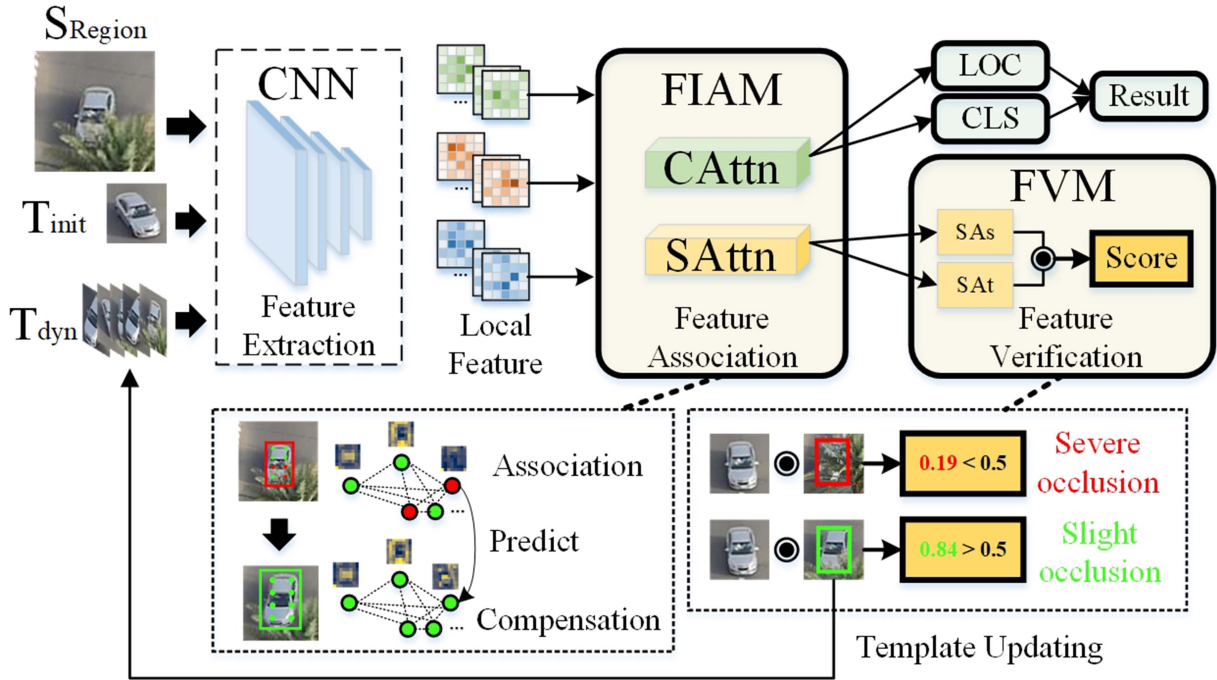 SRegion
Tinit
Tdyn
CNN
Feature
Extraction
...
...
...
Local
Feature
FIAM
CAttn
SAttn
Feature
Association
LOC
CLS
Result
FVM
SAs
SAt
Score
Feature
Verification
Association
...
Predict
Compensation
...
0.19 < 0.5
Severe
occlusion
0.84 > 0.5
Slight
occlusion
Template Updating